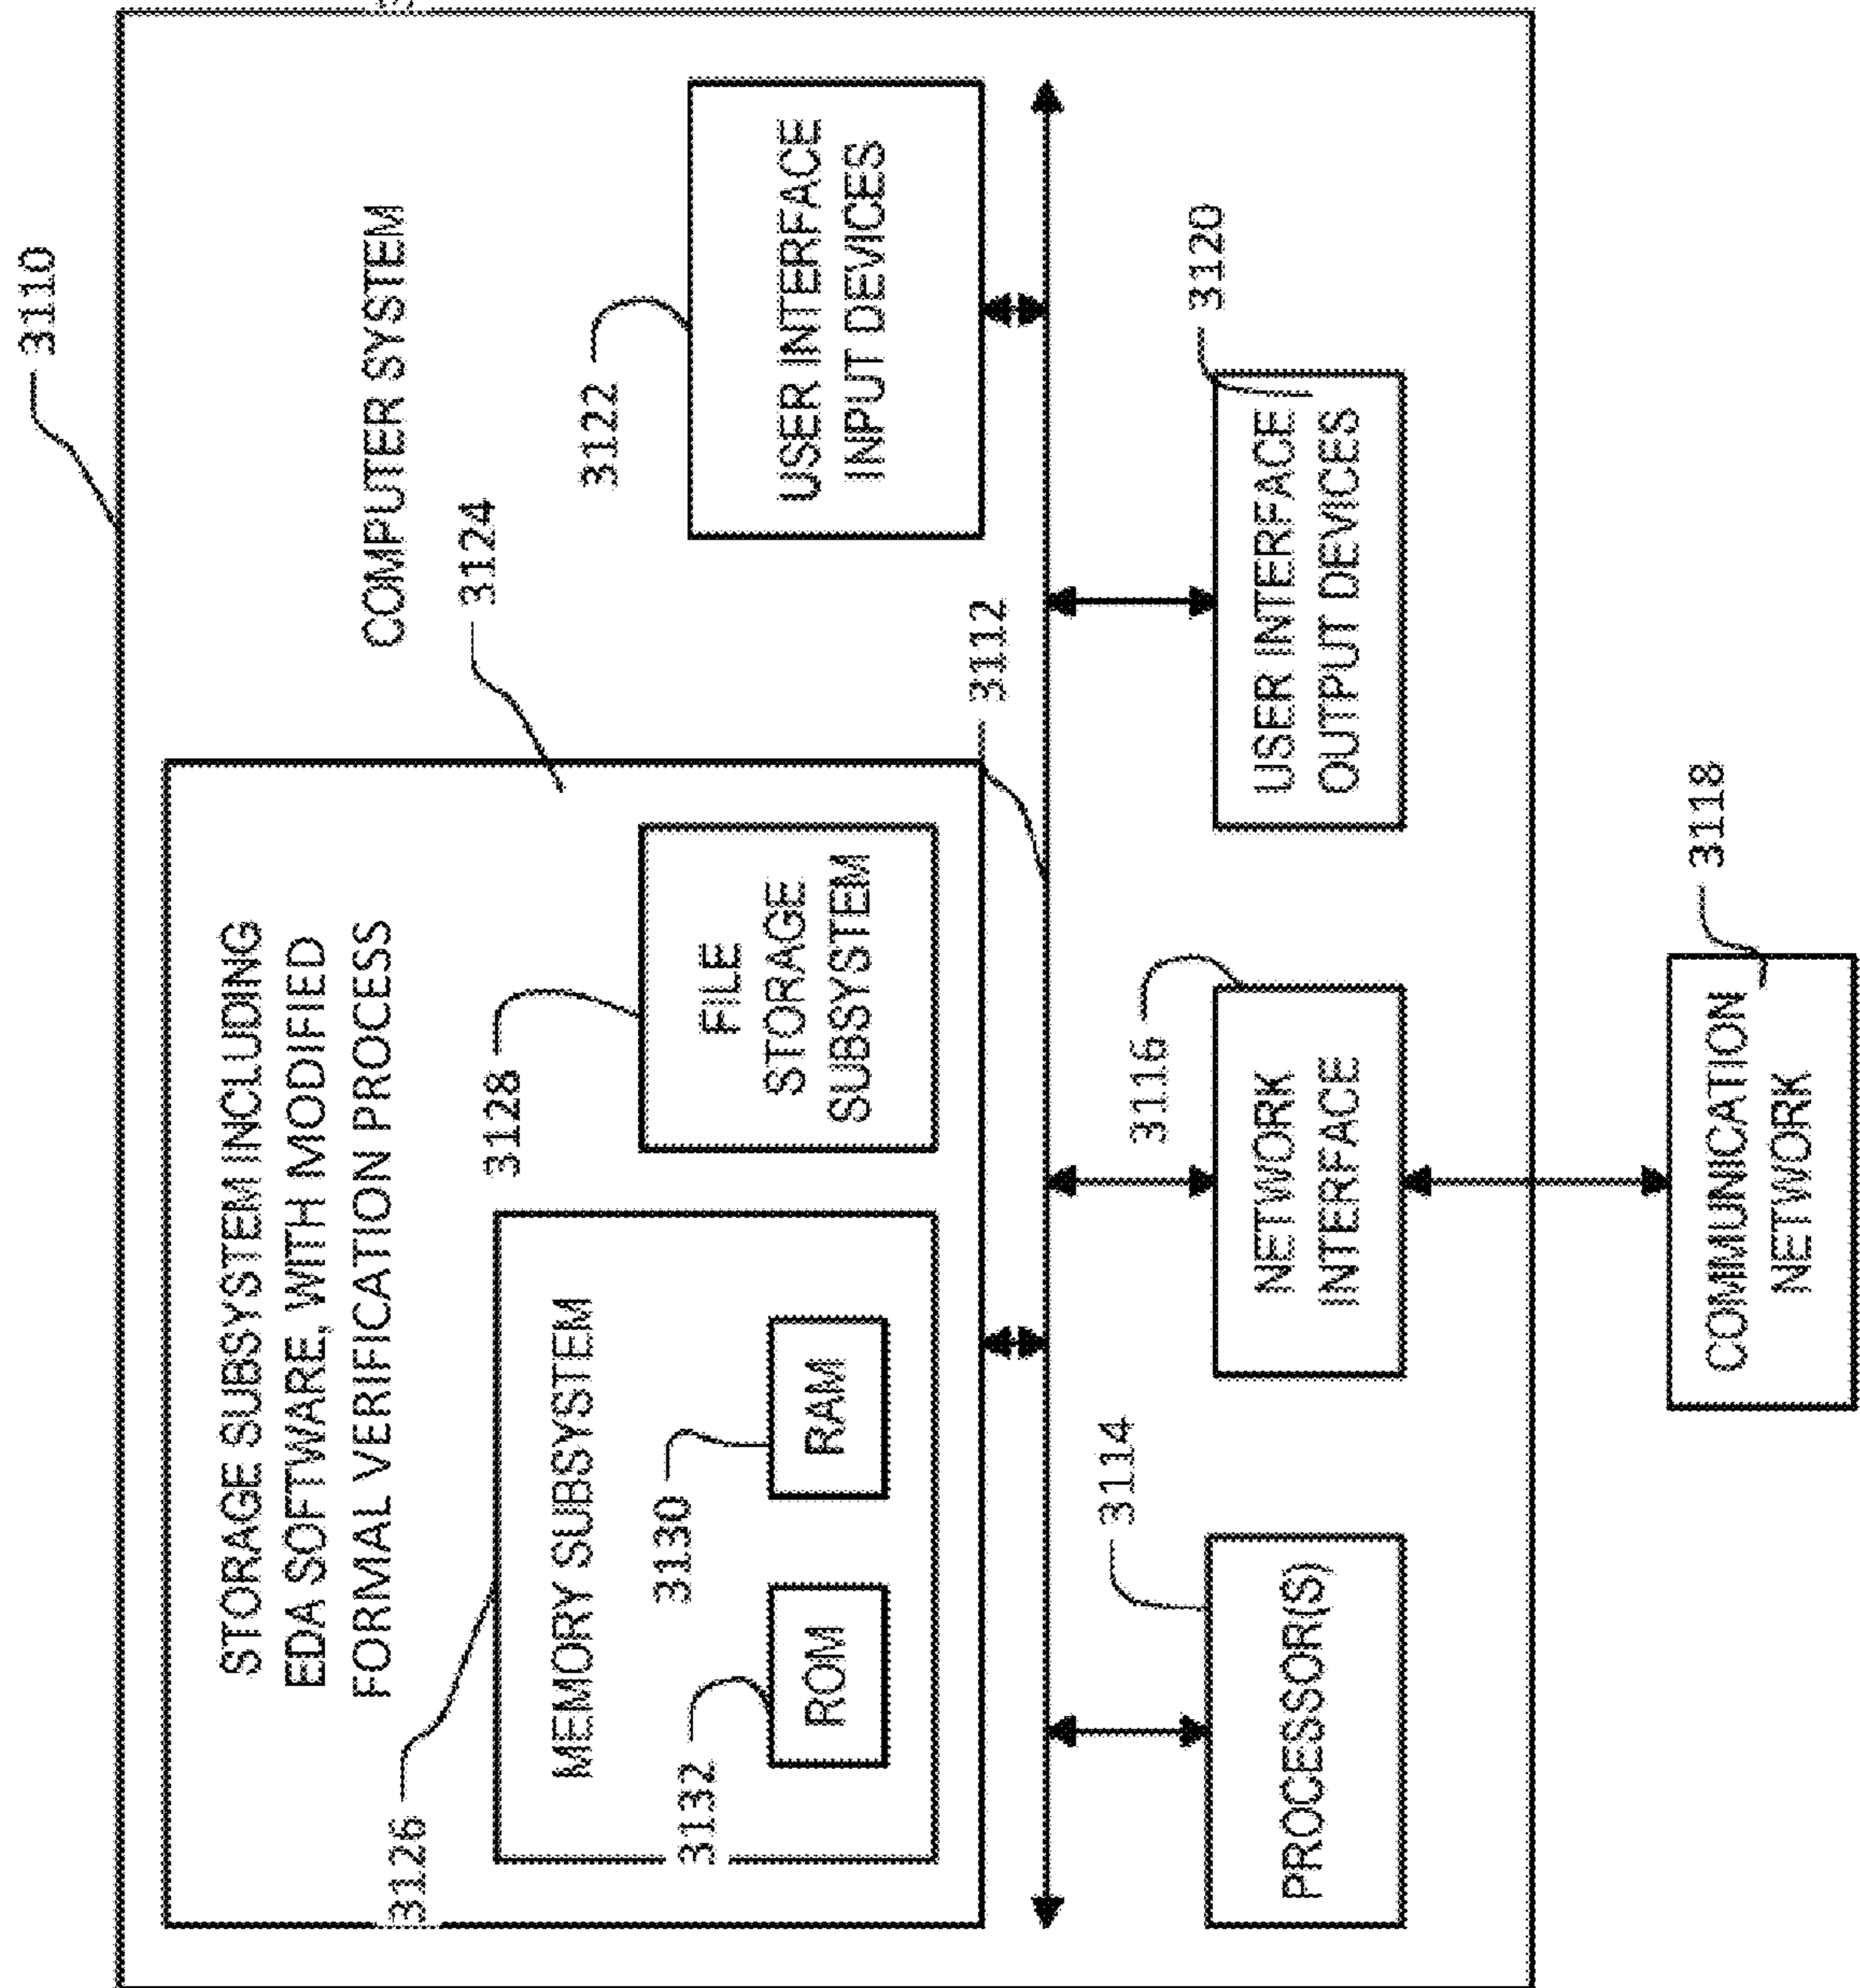 3110
COMPUTER SYSTEM
STORAGE SUBSYSTEM INCLUDING
EDA SOFTWARE, WITH MODIFIED
FORMAL VERIFICATION PROCESS
3124
3126
MEMORY SUBSYSTEM
3132
ROM
3130
RAM
3128
FILE
STORAGE
SUBSYSTEM
3122
USER INTERFACE
INPUT DEVICES
3112
3114
PROCESSOR(S)
3116
NETWORK
INTERFACE
3120
USER INTERFACE
OUTPUT DEVICES
3118
COMMUNICATION
NETWORK